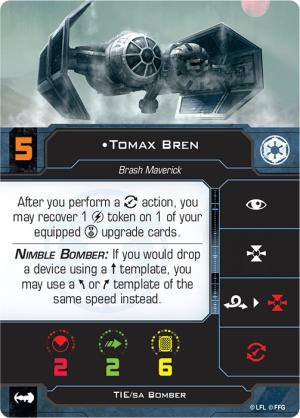 •Tomax Bren
5
Brash Maverick
After you perform a action, you
may recover 1 token on 1 of your
equipped upgrade cards.
Nimble Bomber: If you would drop
a device using a template, you
may use a or template of the
same speed instead.
2 2 6
TIE/sa Bomber
© LFL © FFG